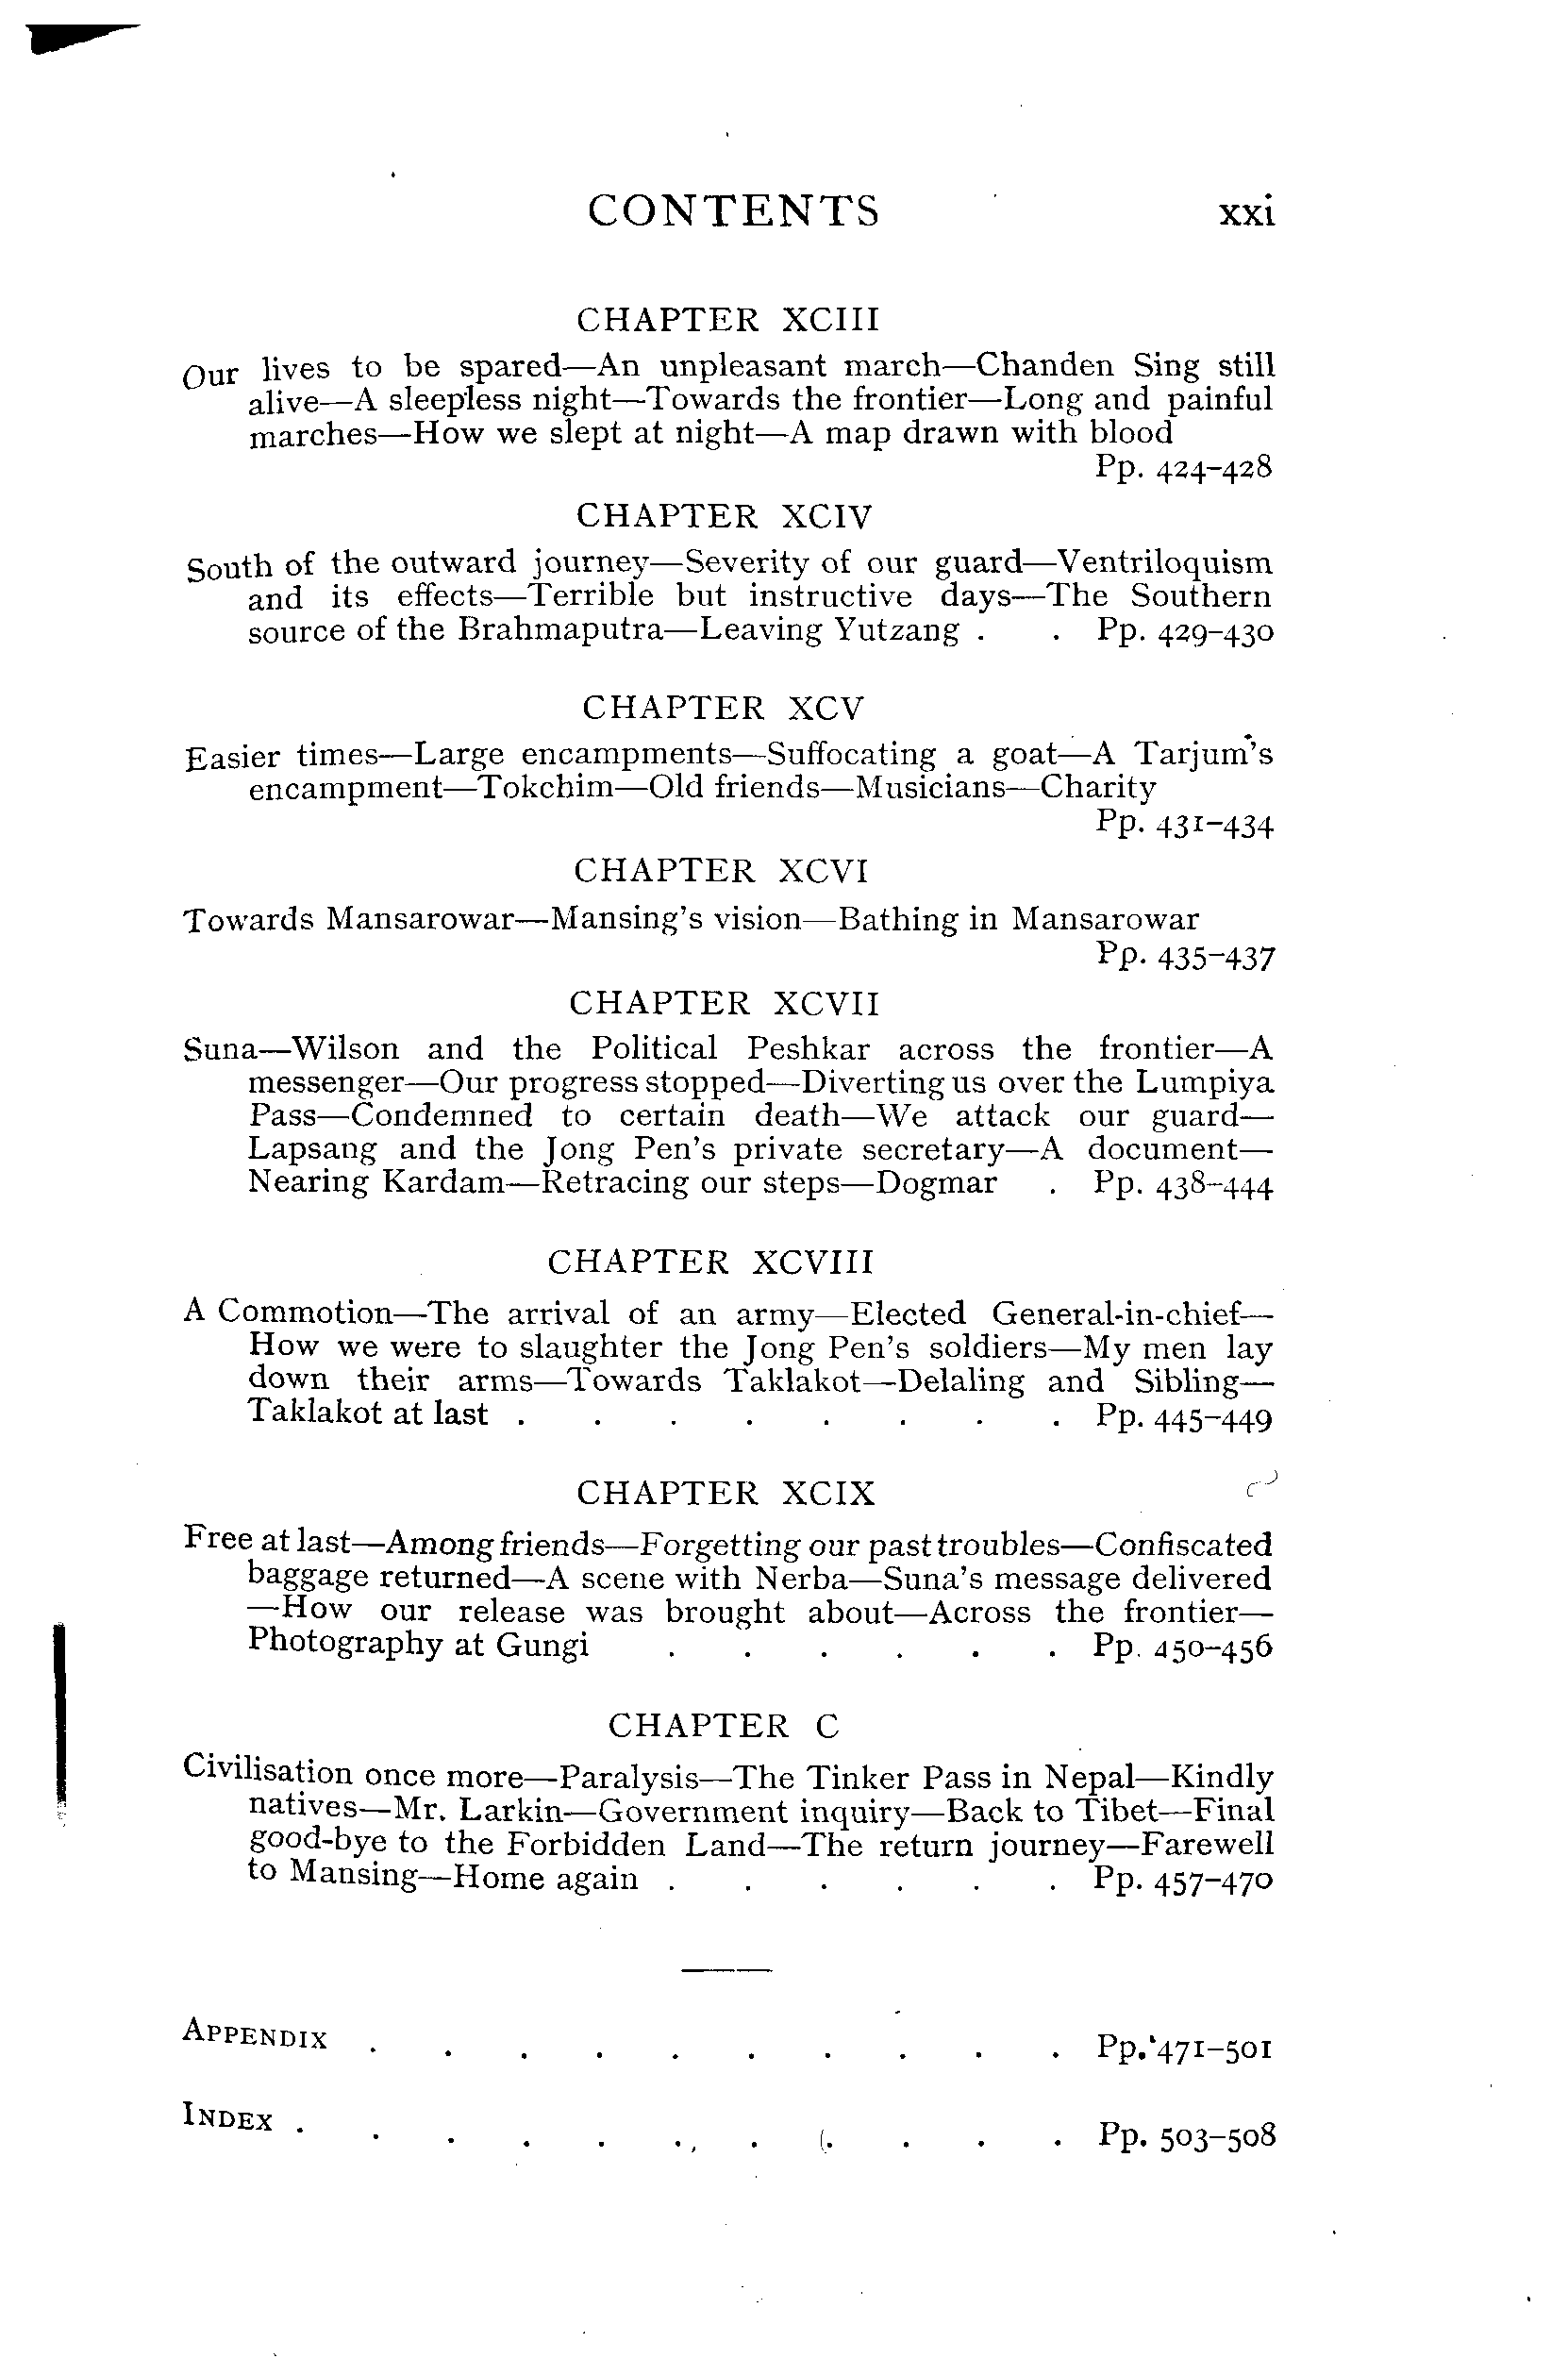 CONTENTS xxi
CHAPTER XCIII
Our lives to be spared—An unpleasant march—Chanden Sing still
alive—A sleepless night—Towards the frontier—Long and painful
marches—How we slept at night—A map drawn with blood
Pp. 424-428
CHAPTER XCIV
South of the outward journey—Severity of our guard—Ventriloquism
and its effects—Terrible but instructive days—The Southern
source of the Brahmaputra—Leaving Yutzang . . Pp. 429-430
CHAPTER XCV
Easier times—Large encampments—Suffocating a goat—A Tarjum's
encampment—Tokchim—Old friends—Musicians—Charity
Pp. 431-434
CHAPTER XCVI
Towards Mansarowar—Mansing's vision—Bathing in Mansarowar
Pp. 435-437
CHAPTER XCVII
Suna—Wilson and the Political Peshkar across the frontier—A
messenger—Our progress stopped—Diverting us over the Lumpiya
Pass—Condemned to certain death—We attack our guard—
Lapsang and the Jong Pen's private secretary—A document—
Nearing Kardam—Retracing our steps—Dogmar . Pp. 438-444
CHAPTER XCVIII
A Commotion—The arrival of an army—Elected General-in-chief—
How we were to slaughter the Jong Pen's soldiers—My men lay
down their arms—Towards Taklakot—Delaling and Sibling—
Taklakot at last . . . . . . . . Pp. 445-449
CHAPTER XCIX
Free at last—Among friends—Forgetting our past troubles—Confiscated
baggage returned—A scene with Nerba—Suna's message delivered
—How our release was brought about—Across the frontier—
Photography at Gungi . . . . . . Pp. 450-456
CHAPTER C
Civilisation once more—Paralysis—The Tinker Pass in Nepal—Kindly
natives—Mr. Larkin—Government inquiry—Back to Tibet—Final
good-bye to the Forbidden Land—The return journey—Farewell
to Mansing—Home again . . . . . . Pp. 457-470
APPENDIX . . . . . . . . . . Pp. 471-501
INDEX . . . . . . . . . . . Pp. 503-508